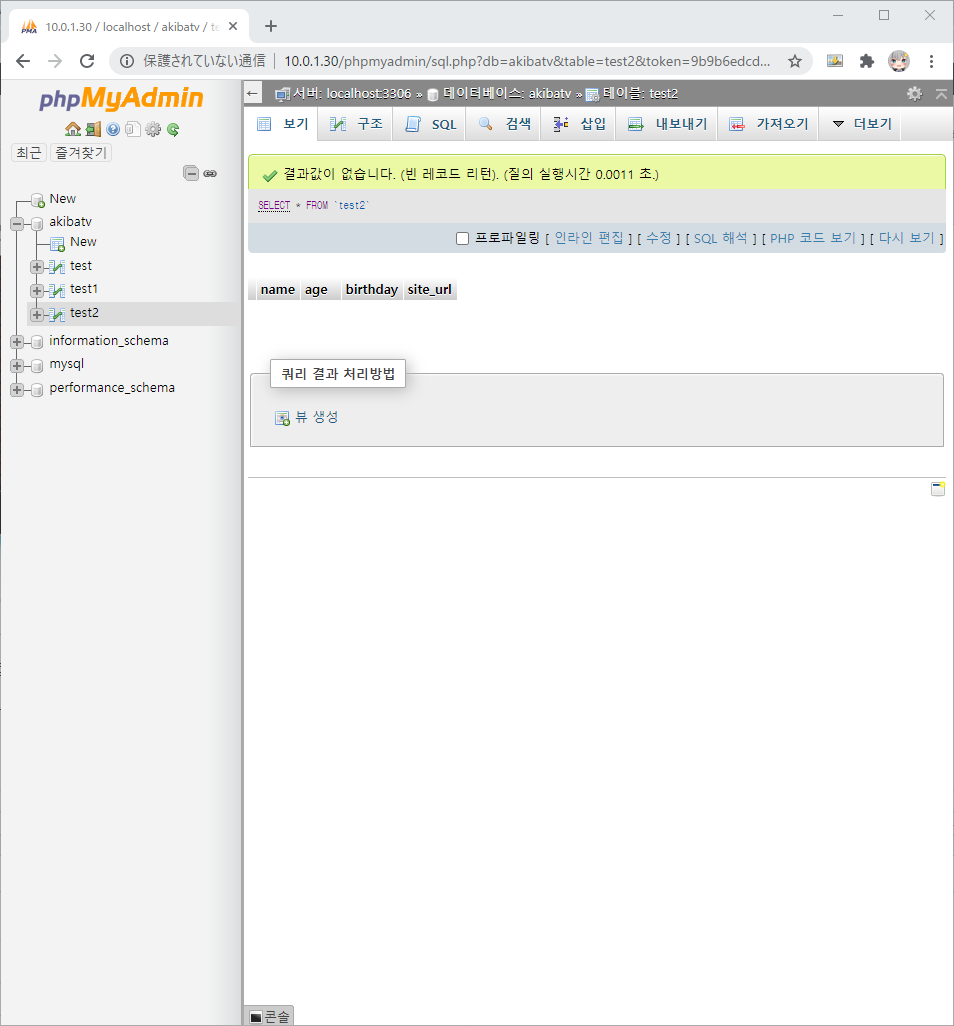 10.0.1.30 / localhost / akibatv / te
保護されていない通信 | 10.0.1.30/phpmyadmin/sql.php?db=akibatv&table=test2&token=9b9b6edcd...
phpMyAdmin
최근 즐겨찾기
New
akibatv
New
test
test1
test2
information_schema
mysql
performance_schema
서버: localhost:3306 » 데이터베이스: akibatv » 테이블: test2
보기 구조 SQL 검색 삽입 내보내기 가져오기 더보기
결과값이 없습니다. (빈 레코드 리턴). (질의 실행시간 0.0011 초.)
SELECT * FROM `test2`
프로파일링 [ 인라인 편집 ] [ 수정 ] [ SQL 해석 ] [ PHP 코드 보기 ] [ 다시 보기 ]
name age birthday site_url
쿼리 결과 처리방법
뷰 생성
콘솔